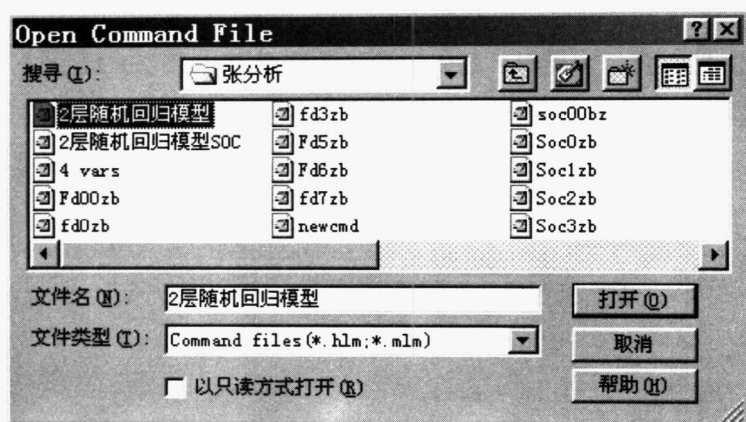 Open Command File
搜寻(I):
张分析
2层随机回归模型
fd3zb
soc00bz
2层随机回归模型SOC
Fd5zb
Soc0zb
4 vars
Fd6zb
Soc1zb
Fd00zb
fd7zb
Soc2zb
fd0zb
newcmd
Soc3zb
文件名(N):
2层随机回归模型
打开(O)
文件类型(T):
Command files(*.hlm;*.mlm)
取消
以只读方式打开(R)
帮助(H)